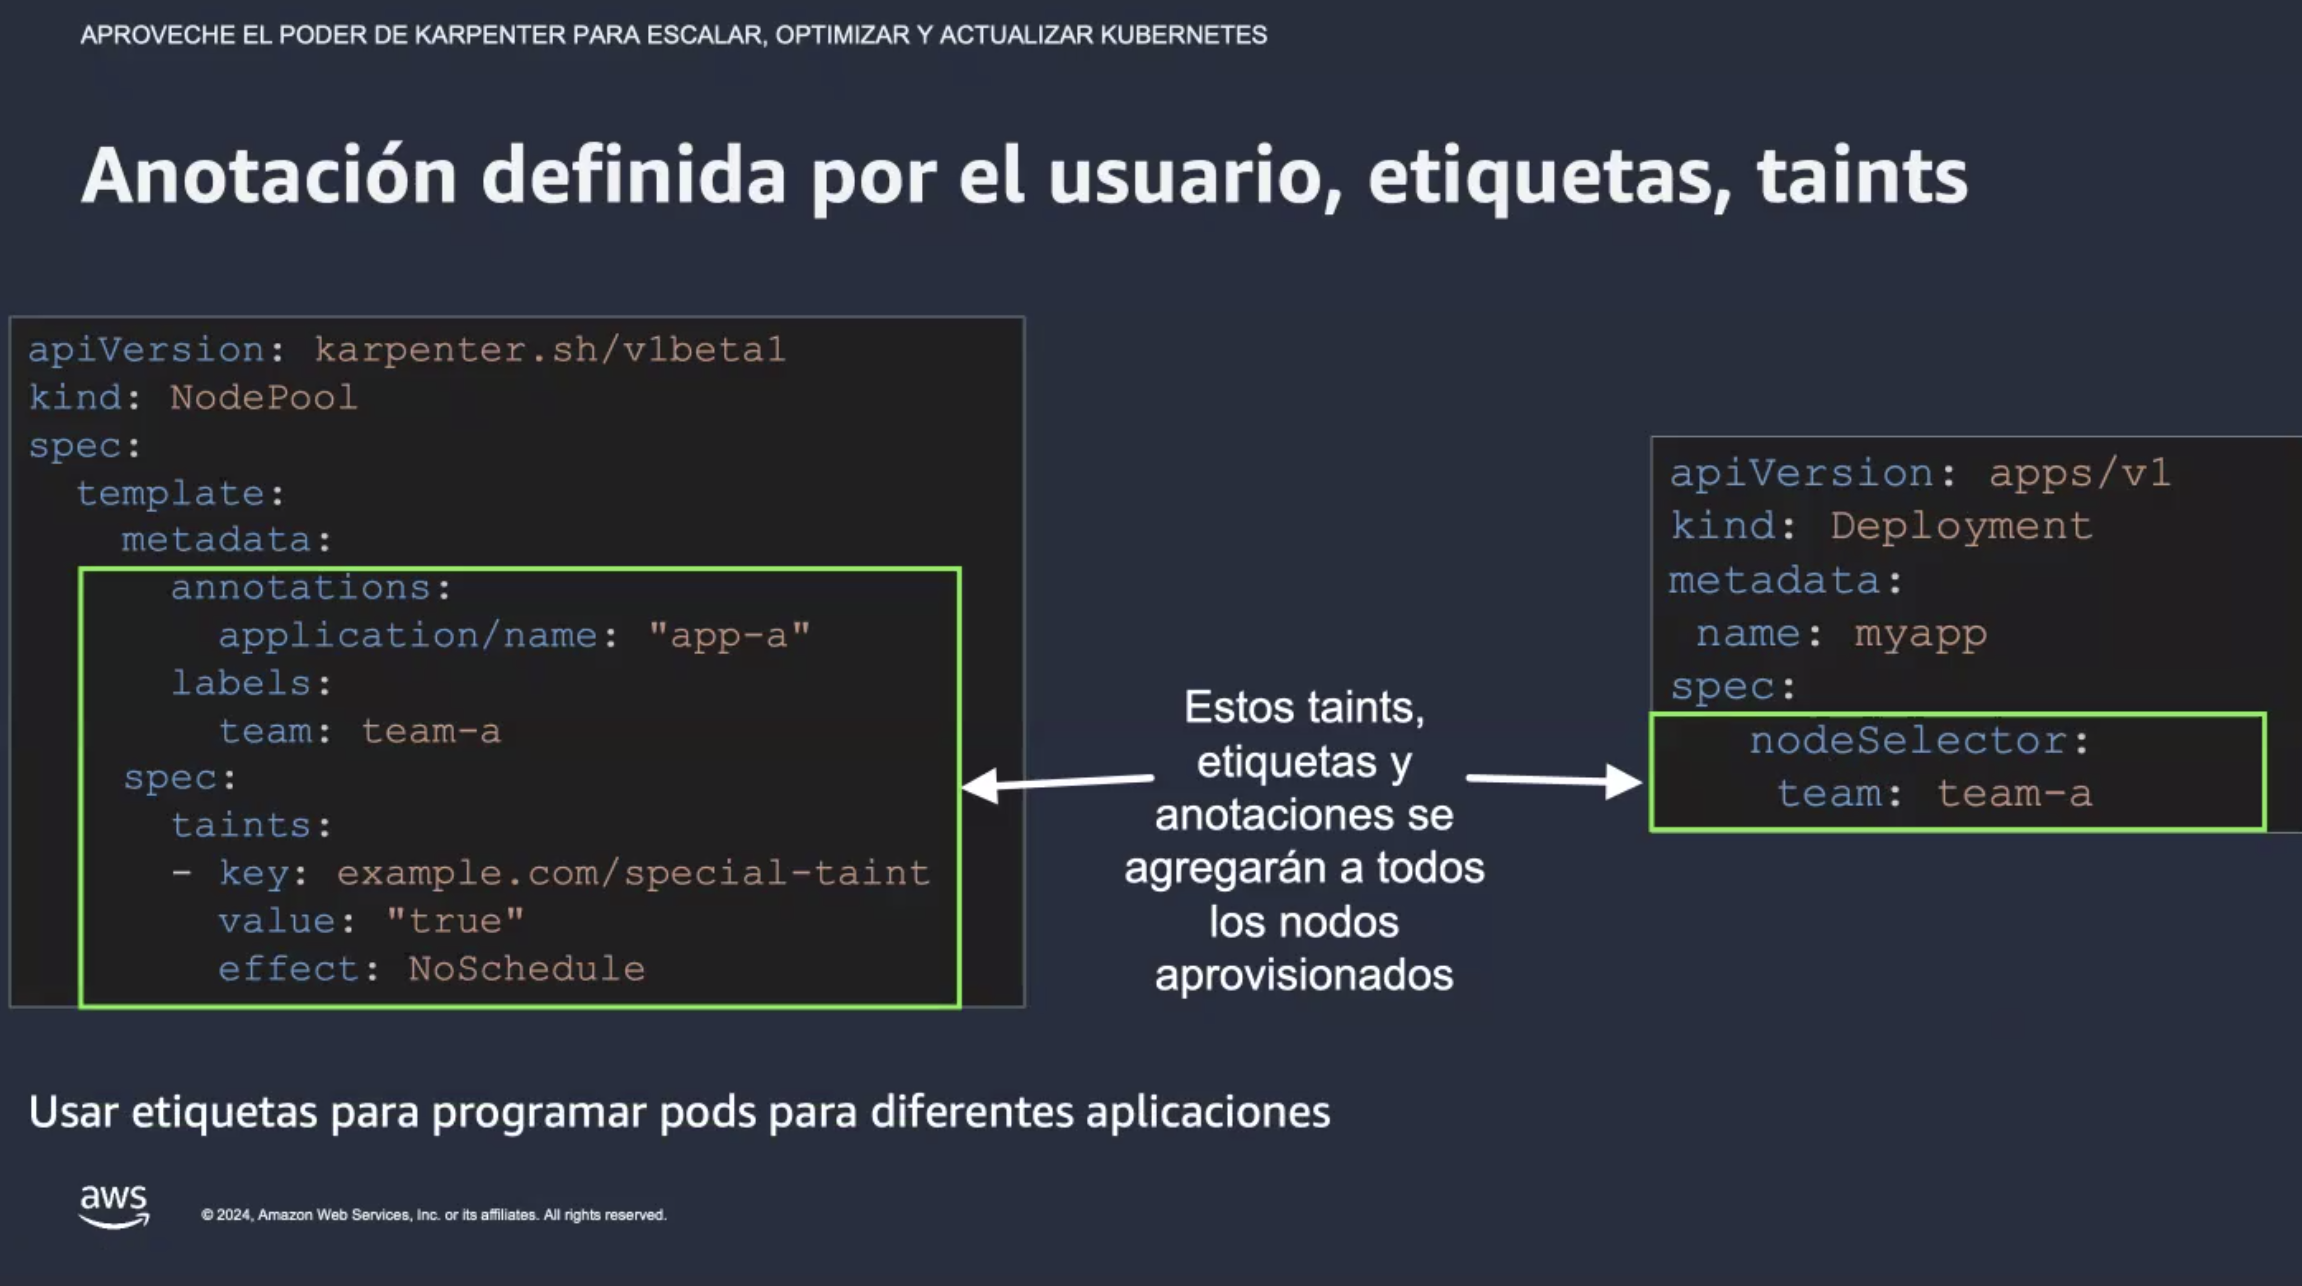 APROVECHE EL PODER DE KARPENTER PARA ESCALAR, OPTIMIZAR Y ACTUALIZAR KUBERNETES
Anotación definida por el usuario, etiquetas, taints
apiVersion: karpenter.sh/v1beta1
kind: NodePool
spec:
  template:
    metadata:
      annotations:
        application/name: "app-a"
      labels:
        team: team-a
    spec:
      taints:
      - key: example.com/special-taint
        value: "true"
        effect: NoSchedule
Estos taints,
etiquetas y
anotaciones se
agregarán a todos
los nodos
aprovisionados
apiVersion: apps/v1
kind: Deployment
metadata:
 name: myapp
spec:
   nodeSelector:
    team: team-a
Usar etiquetas para programar pods para diferentes aplicaciones
aws
© 2024, Amazon Web Services, Inc. or its affiliates. All rights reserved.